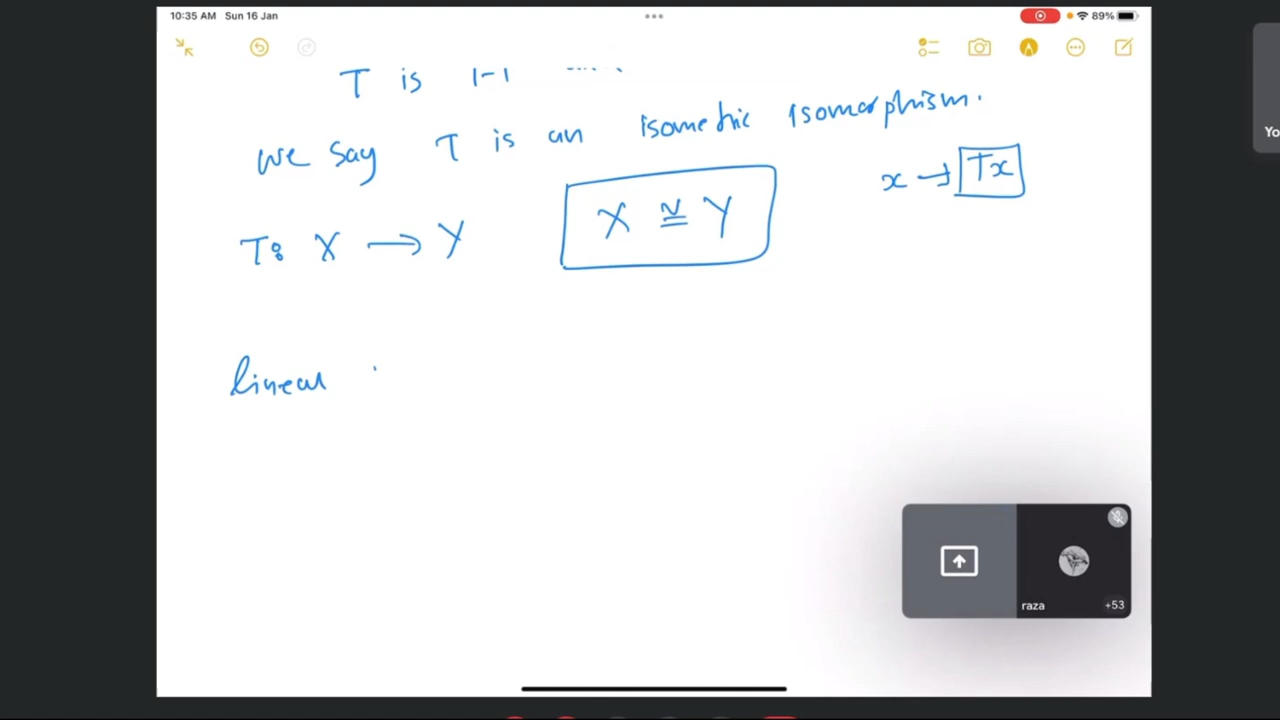 10:35 AM Sun 16 Jan
89%
T is 1-1
we say T is an isometric isomorphism.
x → Tx
T: X → Y X ≅ Y
linear
raza +53
Yo